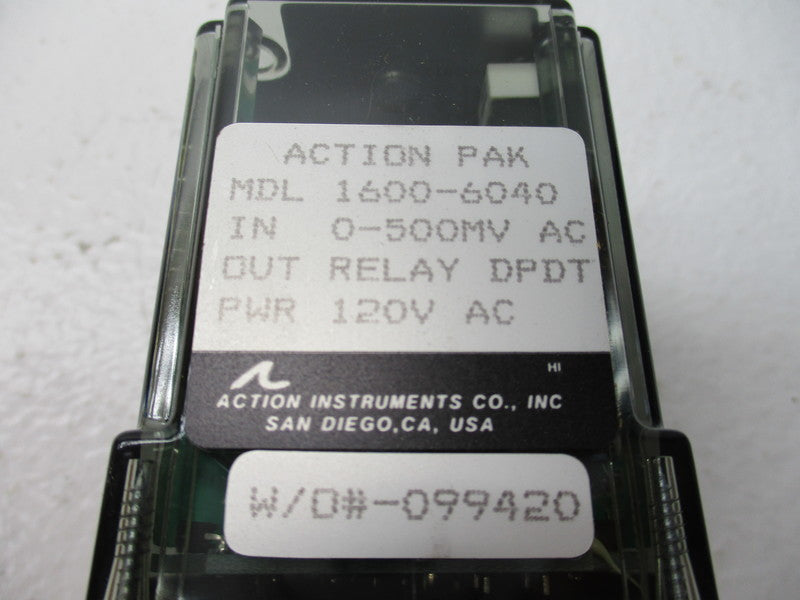 ACTION PAK
MDL 1600-6040
IN 0-500MV AC
OUT RELAY DPDT
PWR 120V AC
HI
ACTION INSTRUMENTS CO., INC
SAN DIEGO,CA, USA
W/O#-099420